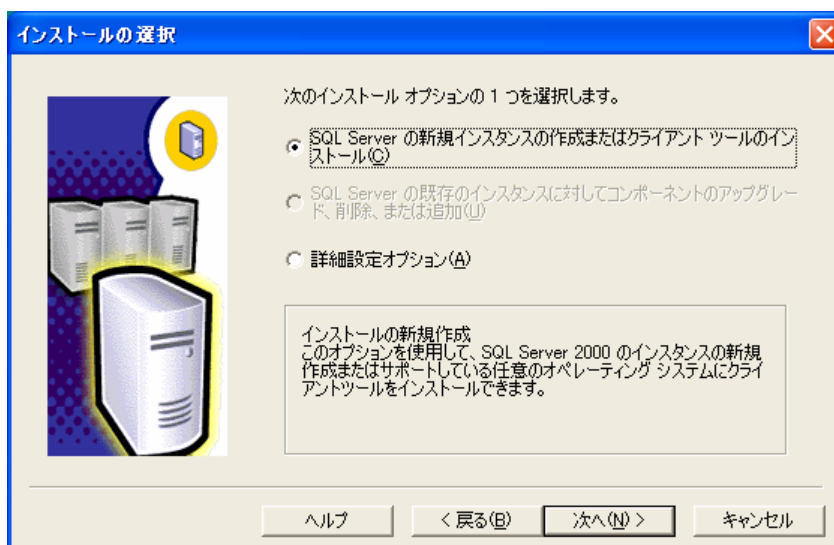 インストールの選択
次のインストール オプションの 1 つを選択します。
SQL Server の新規インスタンスの作成またはクライアント ツールのイン
ストール(C)
SQL Server の既存のインスタンスに対してコンポーネントのアップグレー
ド、削除、または追加(U)
詳細設定オプション(A)
インストールの新規作成
このオプションを使用して、SQL Server 2000 のインスタンスの新規
作成またはサポートしている任意のオペレーティング システムにクライ
アントツールをインストールできます。
ヘルプ
< 戻る(B)
次へ(N) >
キャンセル